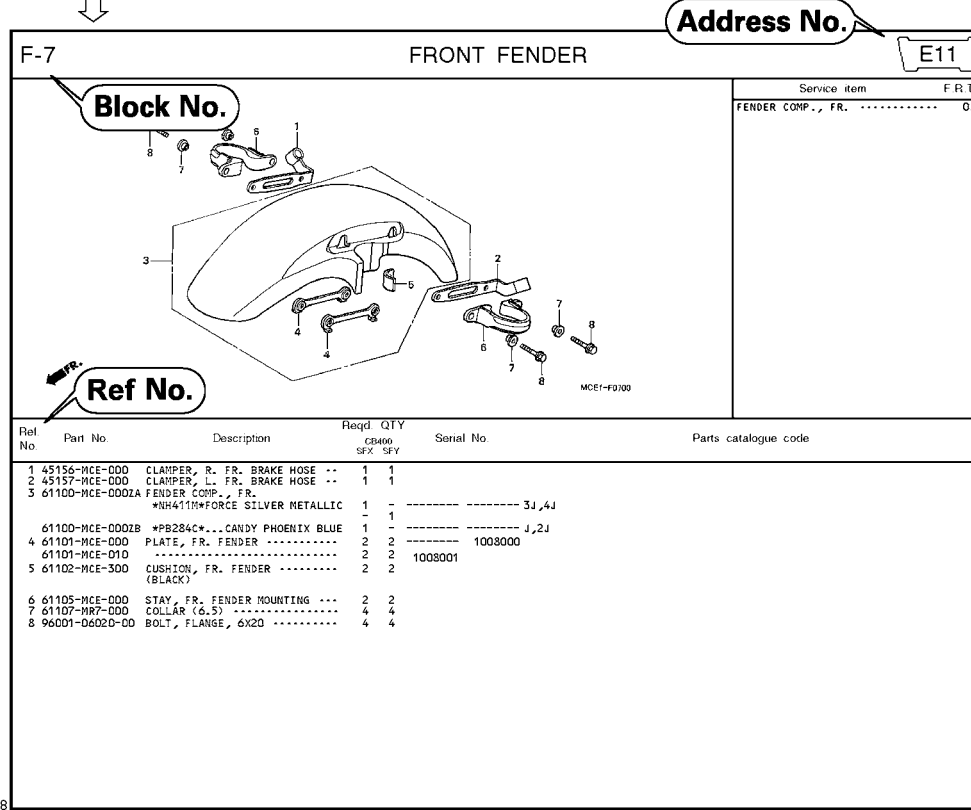 Address No.
F-7 FRONT FENDER E11
Block No.
Service item F.R.T
FENDER COMP., FR. ------------ 0
1
6
8
7
3
2
5
4
4
7
8
6
7
8
FR.
MCE1-F0700
Ref No.
Ref. No. Part No. Description Reqd. QTY Serial No. Parts catalogue code
CB400
SFX SFY
1 45156-MCE-000 CLAMPER, R. FR. BRAKE HOSE -- 1 1
2 45157-MCE-000 CLAMPER, L. FR. BRAKE HOSE -- 1 1
3 61100-MCE-000ZA FENDER COMP., FR.
*NH411M*FORCE SILVER METALLIC 1 - -------- -------- 3J,4J
- 1
61100-MCE-000ZB *PB284C*...CANDY PHOENIX BLUE 1 - -------- -------- J,2J
4 61101-MCE-000 PLATE, FR. FENDER ----------- 2 2 -------- 1008000
61101-MCE-010 ---------------------------- 2 2 1008001
5 61102-MCE-300 CUSHION, FR. FENDER --------- 2 2
(BLACK)
6 61105-MCE-000 STAY, FR. FENDER MOUNTING --- 2 2
7 61107-MR7-000 COLLAR (6.5) ---------------- 4 4
8 96001-06020-00 BOLT, FLANGE, 6X20 ---------- 4 4
8